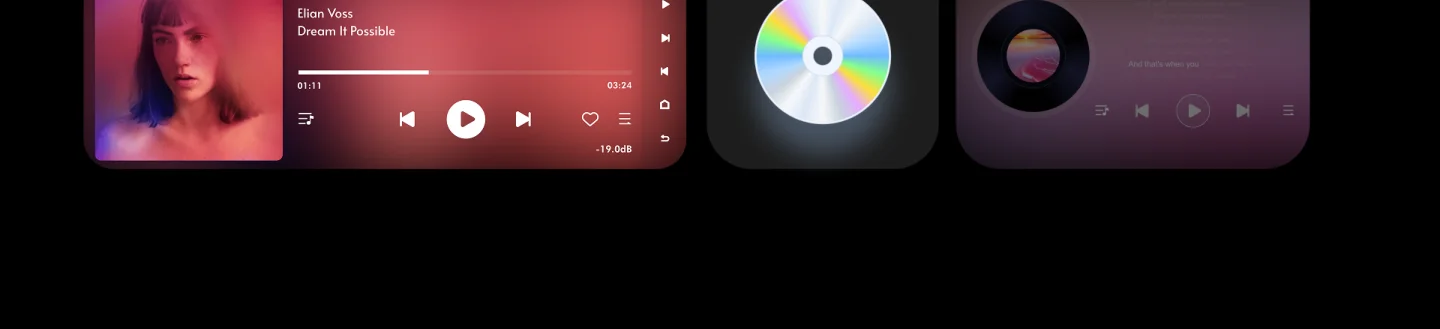 Elian Voss
Dream It Possible
01:11
03:24
-19.0dB
And that's when you